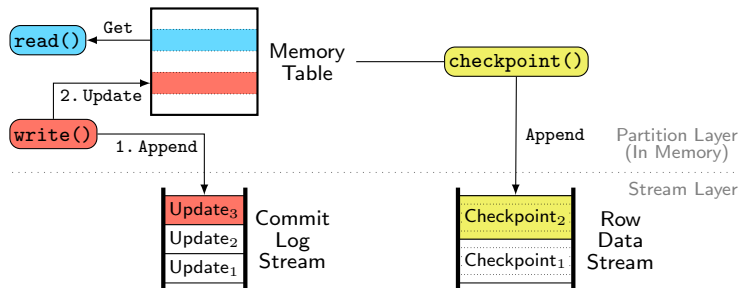 read()
Get
Memory
Table
checkpoint()
2. Update
write()
1. Append
Append
Partition Layer
(In Memory)
Stream Layer
Update₃
Update₂
Update₁
Commit
Log
Stream
Checkpoint₂
Checkpoint₁
Row
Data
Stream